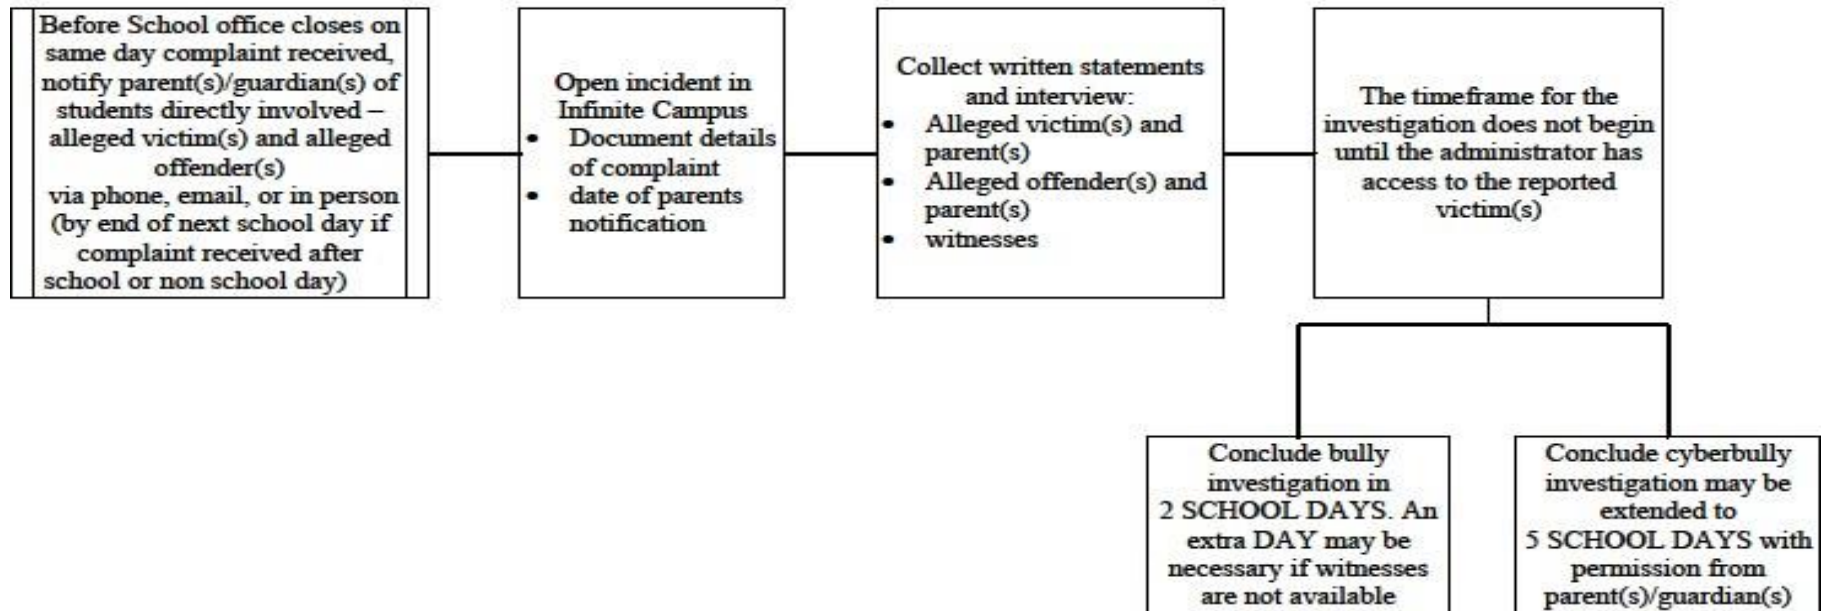 Before School office closes on
same day complaint received,
notify parent(s)/guardian(s) of
students directly involved –
alleged victim(s) and alleged
offender(s)
via phone, email, or in person
(by end of next school day if
complaint received after
school or non school day)
Open incident in
Infinite Campus
• Document details
of complaint
• date of parents
notification
Collect written statements
and interview:
• Alleged victim(s) and
parent(s)
• Alleged offender(s) and
parent(s)
• witnesses
The timeframe for the
investigation does not begin
until the administrator has
access to the reported
victim(s)
Conclude bully
investigation in
2 SCHOOL DAYS. An
extra DAY may be
necessary if witnesses
are not available
Conclude cyberbully
investigation may be
extended to
5 SCHOOL DAYS with
permission from
parent(s)/guardian(s)